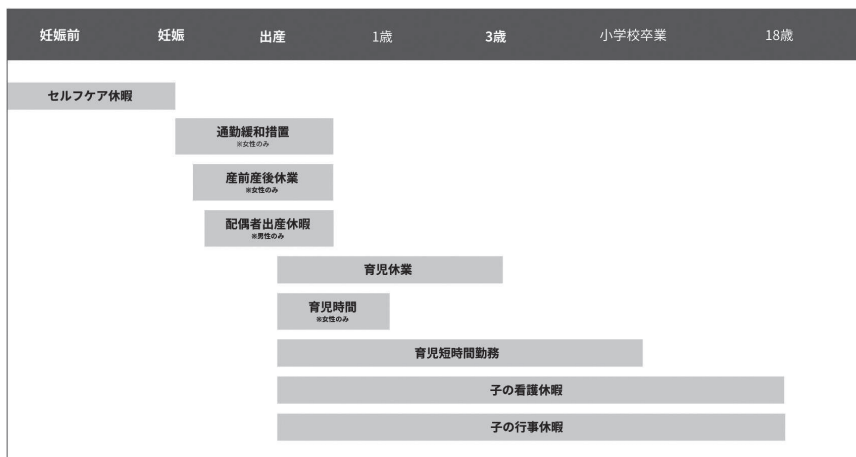 妊娠前 妊娠 出産 1歳 3歳 小学校卒業 18歳
セルフケア休暇
通勤緩和措置
※女性のみ
産前産後休業
※女性のみ
配偶者出産休暇
※男性のみ
育児休業
育児時間
※女性のみ
育児短時間勤務
子の看護休暇
子の行事休暇